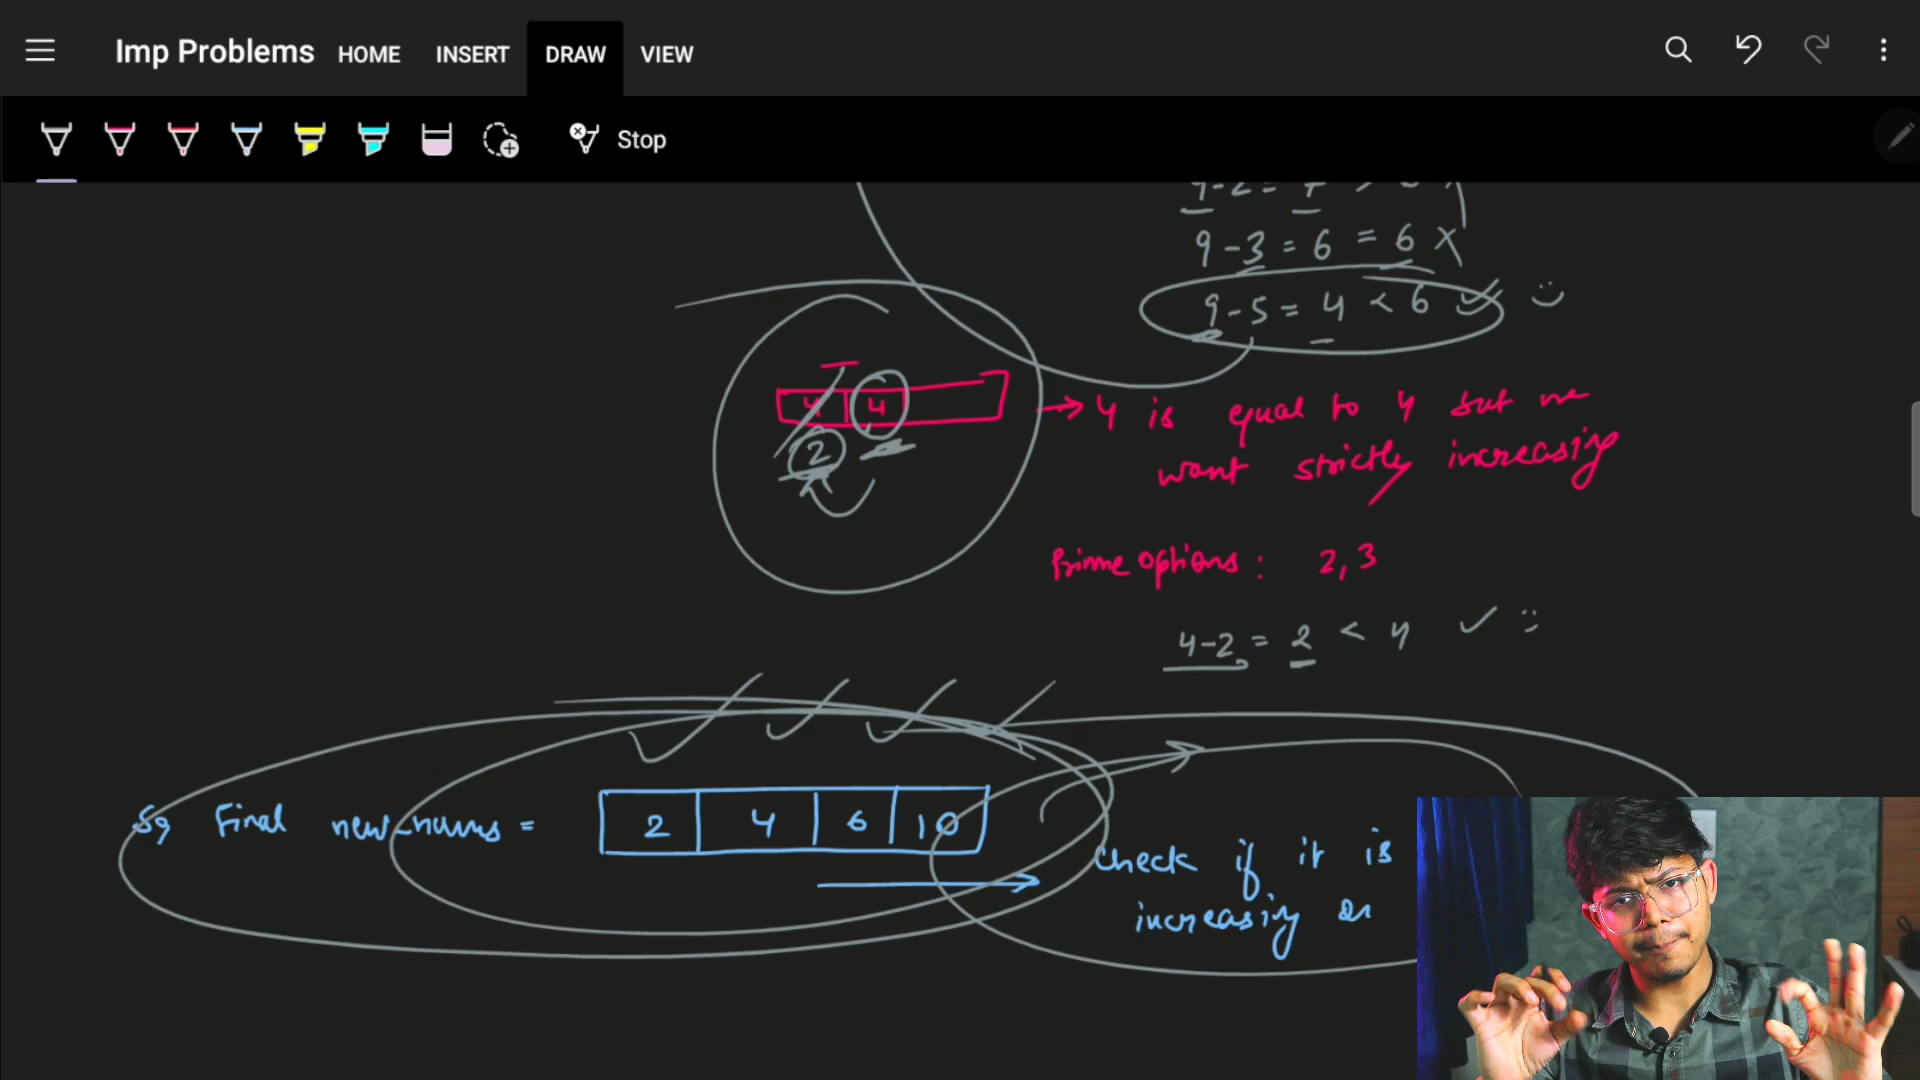 Imp Problems HOME INSERT DRAW VIEW
Stop
9-3 = 6 = 6 X
9-5 = 4 < 6 ✓
4 4
2
→ 4 is equal to 4 but we
want strictly increasing
Prime options : 2, 3
4-2 = 2 < 4 ✓
So Final new_nums = 2 4 6 10
check if it is
increasing or